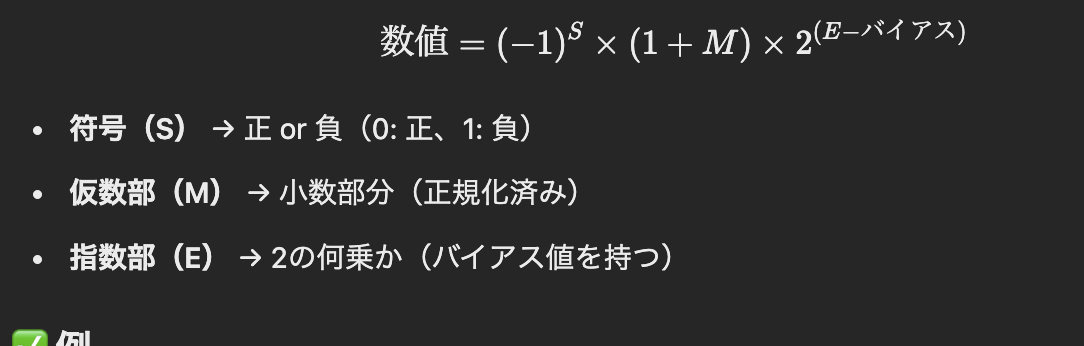 数値 = (−1)^S × (1 + M) × 2^(E−バイアス)
• 符号（S） → 正 or 負（0: 正、1: 負）
• 仮数部（M） → 小数部分（正規化済み）
• 指数部（E） → 2の何乗か（バイアス値を持つ）
✅ 例